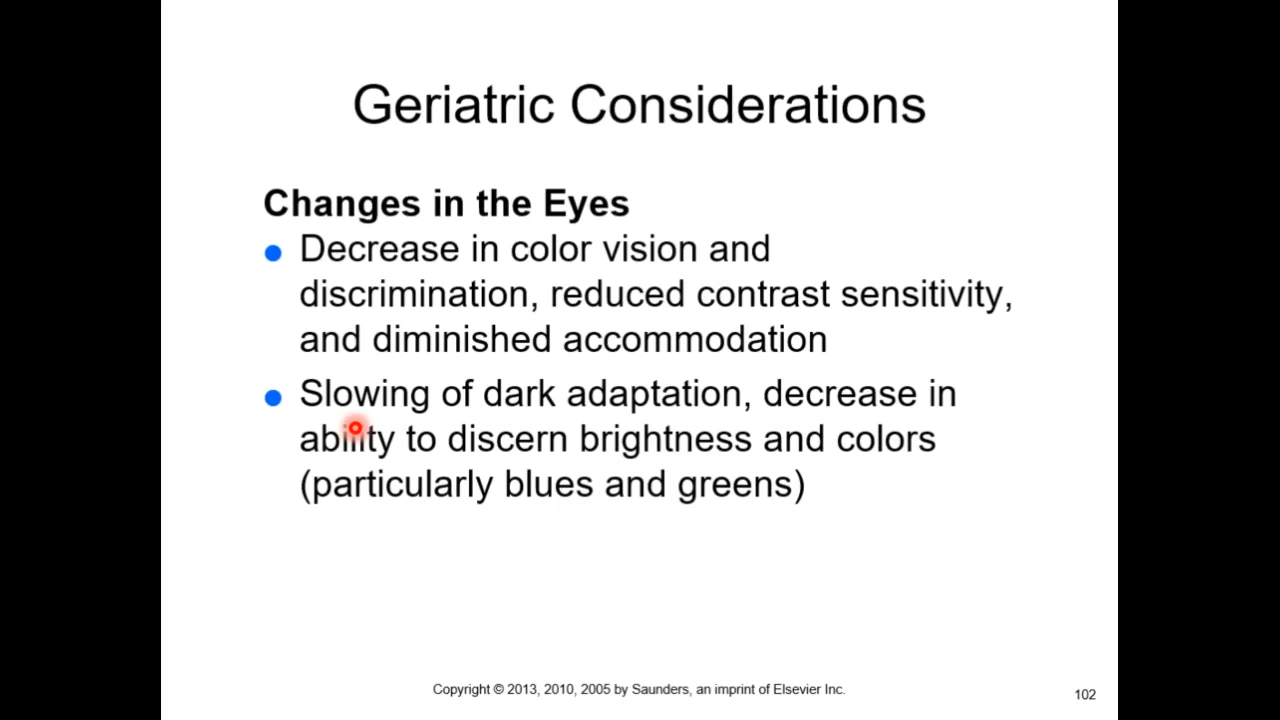 Geriatric Considerations
Changes in the Eyes
Decrease in color vision and
discrimination, reduced contrast sensitivity,
and diminished accommodation
Slowing of dark adaptation, decrease in
ability to discern brightness and colors
(particularly blues and greens)
Copyright © 2013, 2010, 2005 by Saunders, an imprint of Elsevier Inc.
102